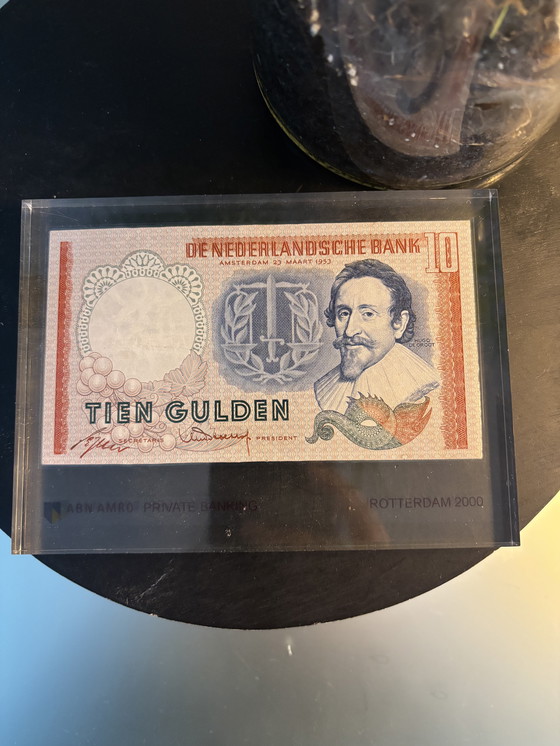 DE NEDERLANDSCHE BANK 10
AMSTERDAM 23 MAART 1953
HUGO
DE GROOT
TIEN GULDEN
SECRETARIS PRESIDENT
ABN·AMRO PRIVATE BANKING ROTTERDAM 2000